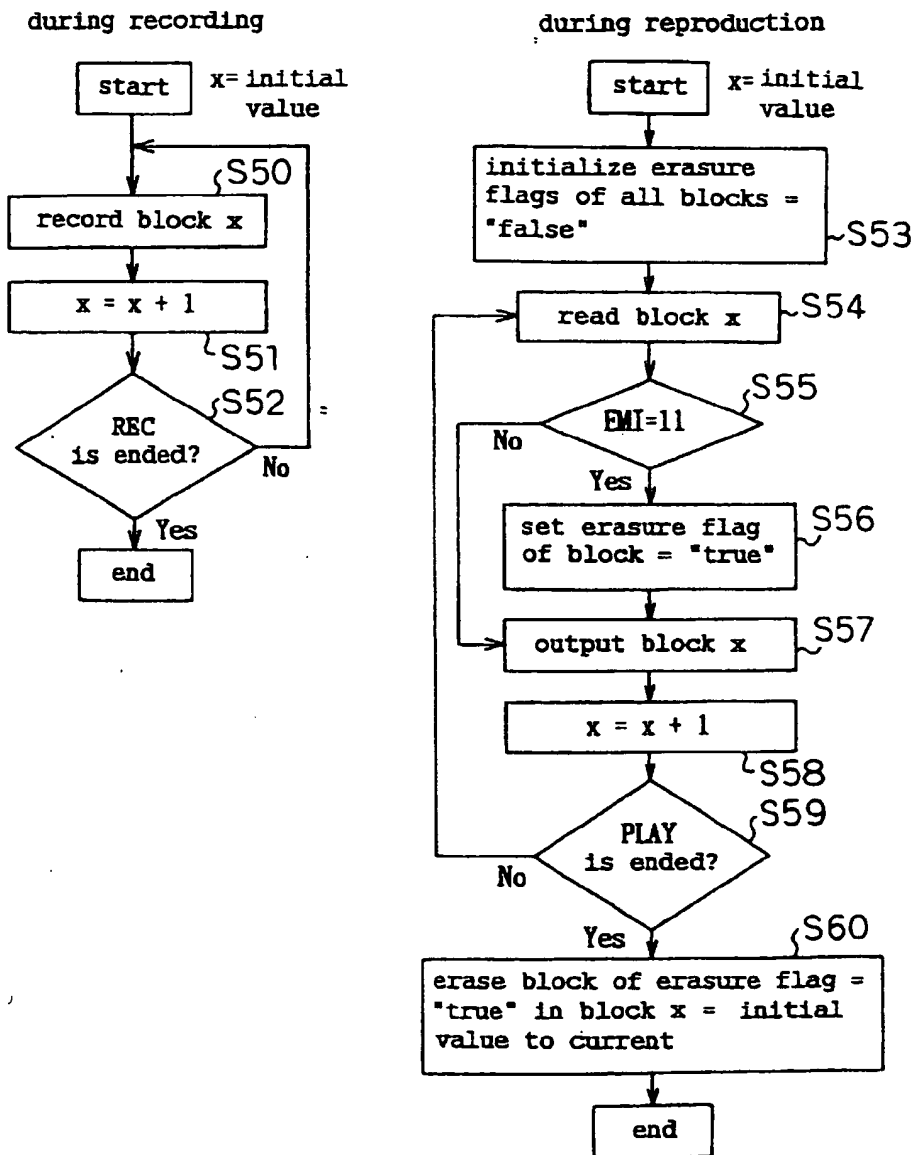 during recording
start
x= initial
value
S50
record block x
x = x + 1
S51
S52
REC
is ended?
No
Yes
end
during reproduction
start
x= initial
value
initialize erasure
flags of all blocks =
"false"
S53
read block x
S54
S55
EMI=11
No
Yes
set erasure flag
of block = "true"
S56
output block x
S57
x = x + 1
S58
S59
PLAY
is ended?
No
Yes
S60
erase block of erasure flag =
"true" in block x = initial
value to current
end